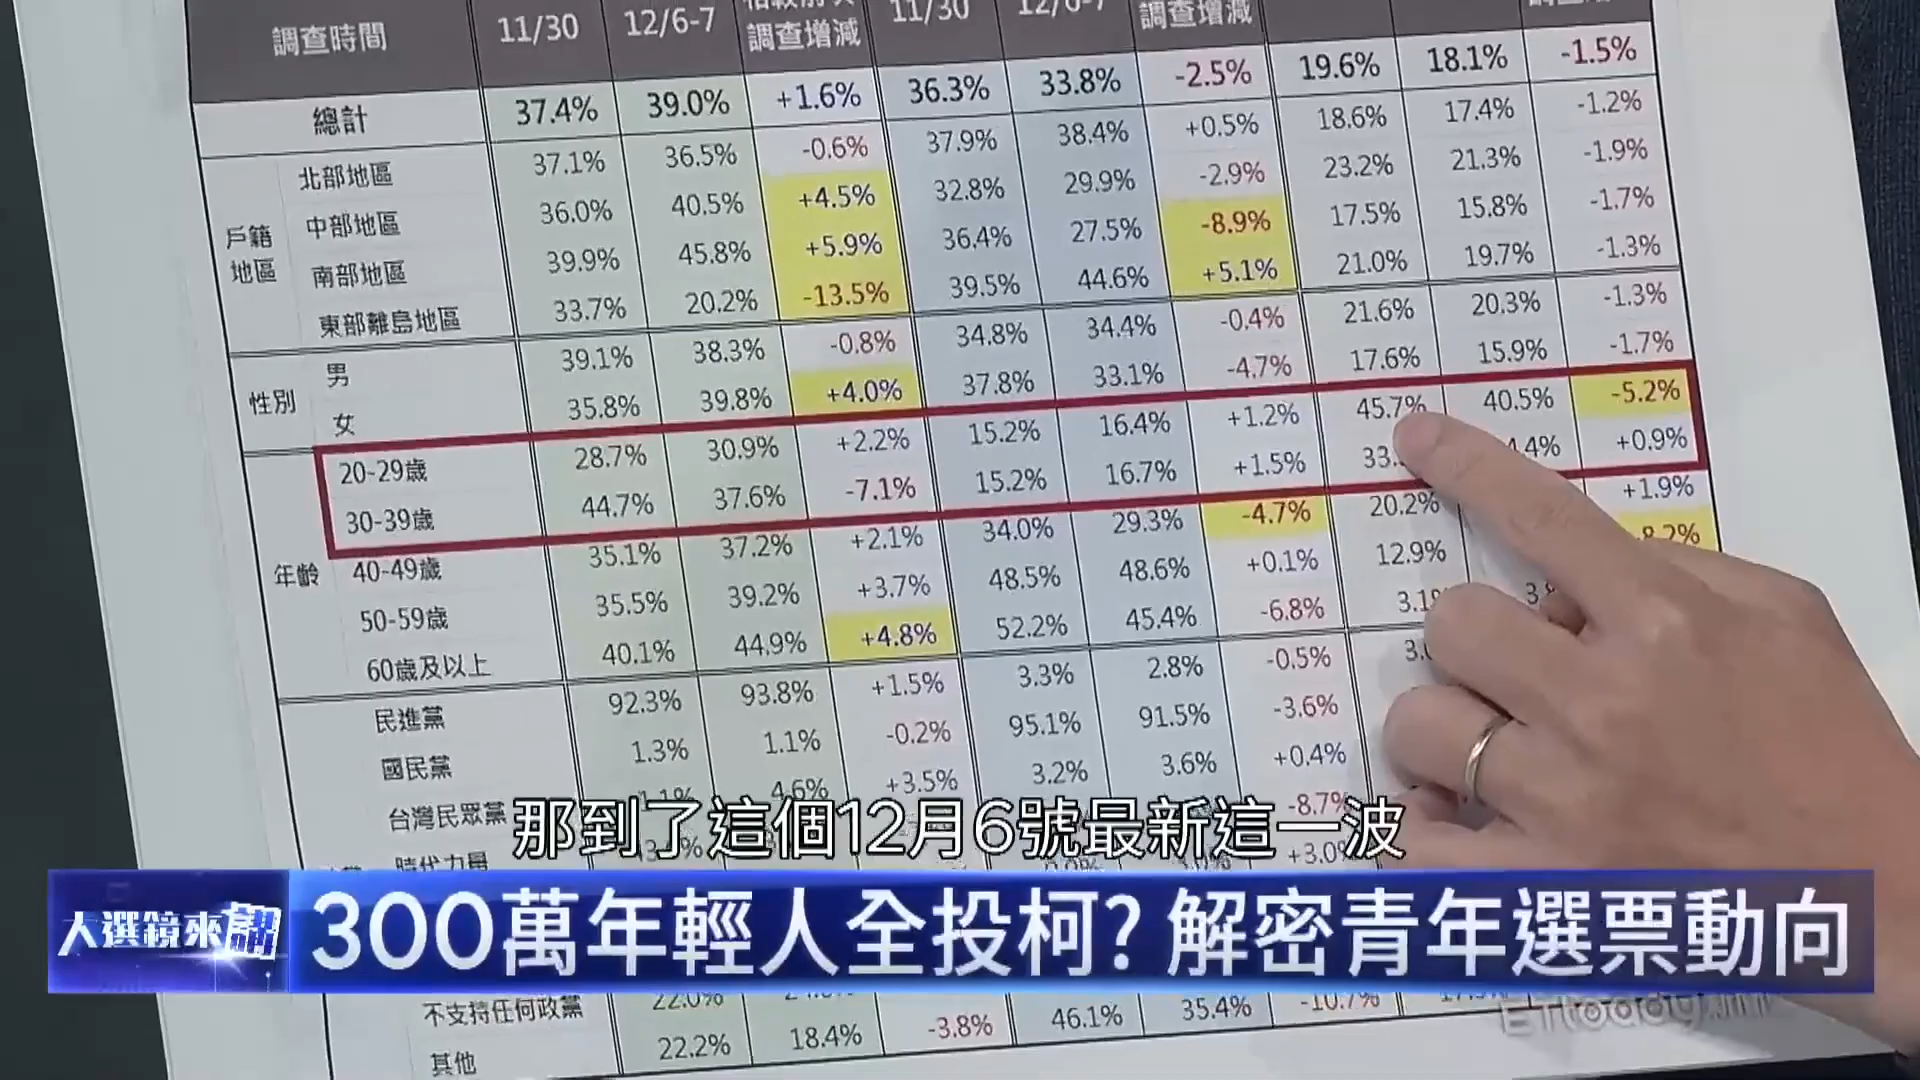 調查時間 11/30 12/6-7 調查增減 11/30 12/6-7 調查增減
總計 37.4% 39.0% +1.6% 36.3% 33.8% -2.5% 19.6% 18.1% -1.5%
戶籍地區
北部地區 37.1% 36.5% -0.6% 37.9% 38.4% +0.5% 18.6% 17.4% -1.2%
中部地區 36.0% 40.5% +4.5% 32.8% 29.9% -2.9% 23.2% 21.3% -1.9%
南部地區 39.9% 45.8% +5.9% 36.4% 27.5% -8.9% 17.5% 15.8% -1.7%
東部離島地區 33.7% 20.2% -13.5% 39.5% 44.6% +5.1% 21.0% 19.7% -1.3%
性別
男 39.1% 38.3% -0.8% 34.8% 34.4% -0.4% 21.6% 20.3% -1.3%
女 35.8% 39.8% +4.0% 37.8% 33.1% -4.7% 17.6% 15.9% -1.7%
年齡
20-29歲 28.7% 30.9% +2.2% 15.2% 16.4% +1.2% 45.7% 40.5% -5.2%
30-39歲 44.7% 37.6% -7.1% 15.2% 16.7% +1.5% +0.9%
40-49歲 35.1% 37.2% +2.1% 34.0% 29.3% -4.7% 20.2% +1.9%
50-59歲 35.5% 39.2% +3.7% 48.5% 48.6% +0.1% 12.9%
60歲及以上 40.1% 44.9% +4.8% 52.2% 45.4% -6.8%
民進黨 92.3% 93.8% +1.5% 3.3% 2.8% -0.5%
國民黨 1.3% 1.1% -0.2% 95.1% 91.5% -3.6%
台灣民眾黨 4.6% +3.5% 3.2% 3.6% +0.4%
時代力量 -8.7%
+3.0%
那到了這個12月6號最新這一波
人選鏡來講
300萬年輕人全投柯? 解密青年選票動向
不支持任何政黨 22.0% 35.4% -10.7%
其他 22.2% 18.4% -3.8% 46.1%
ETtoday